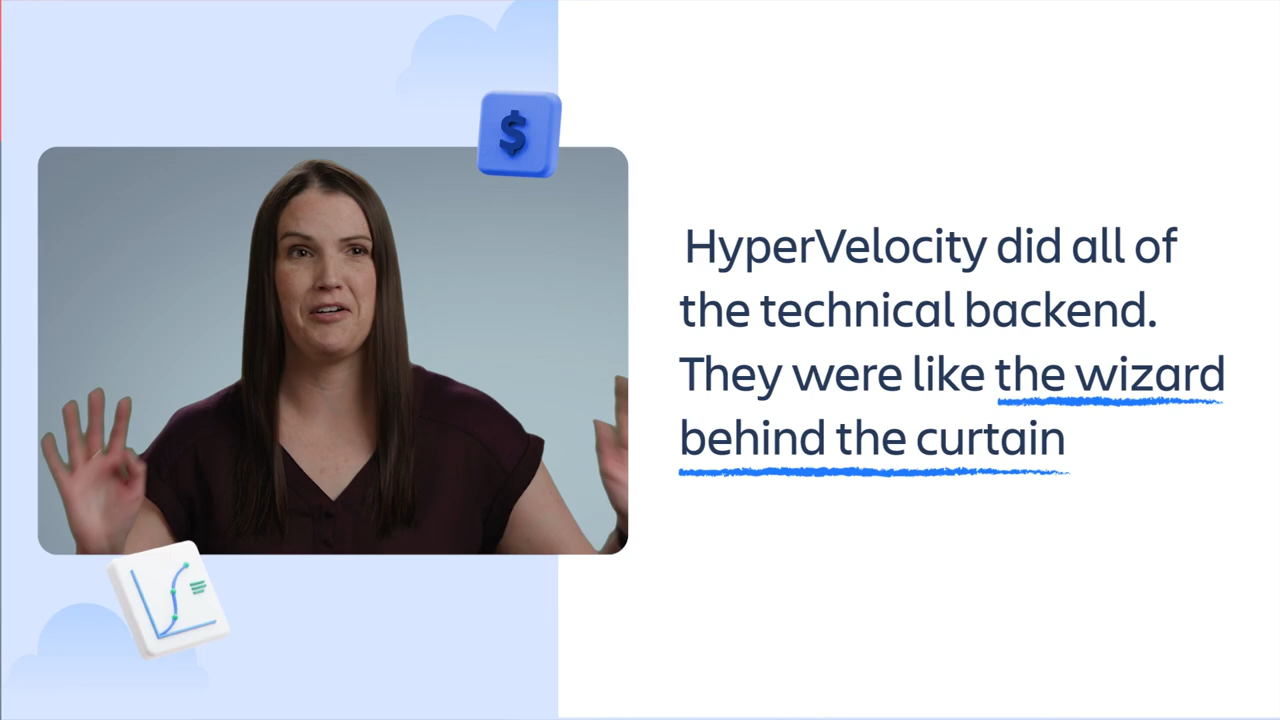 $
HyperVelocity did all of
the technical backend.
They were like the wizard
behind the curtain